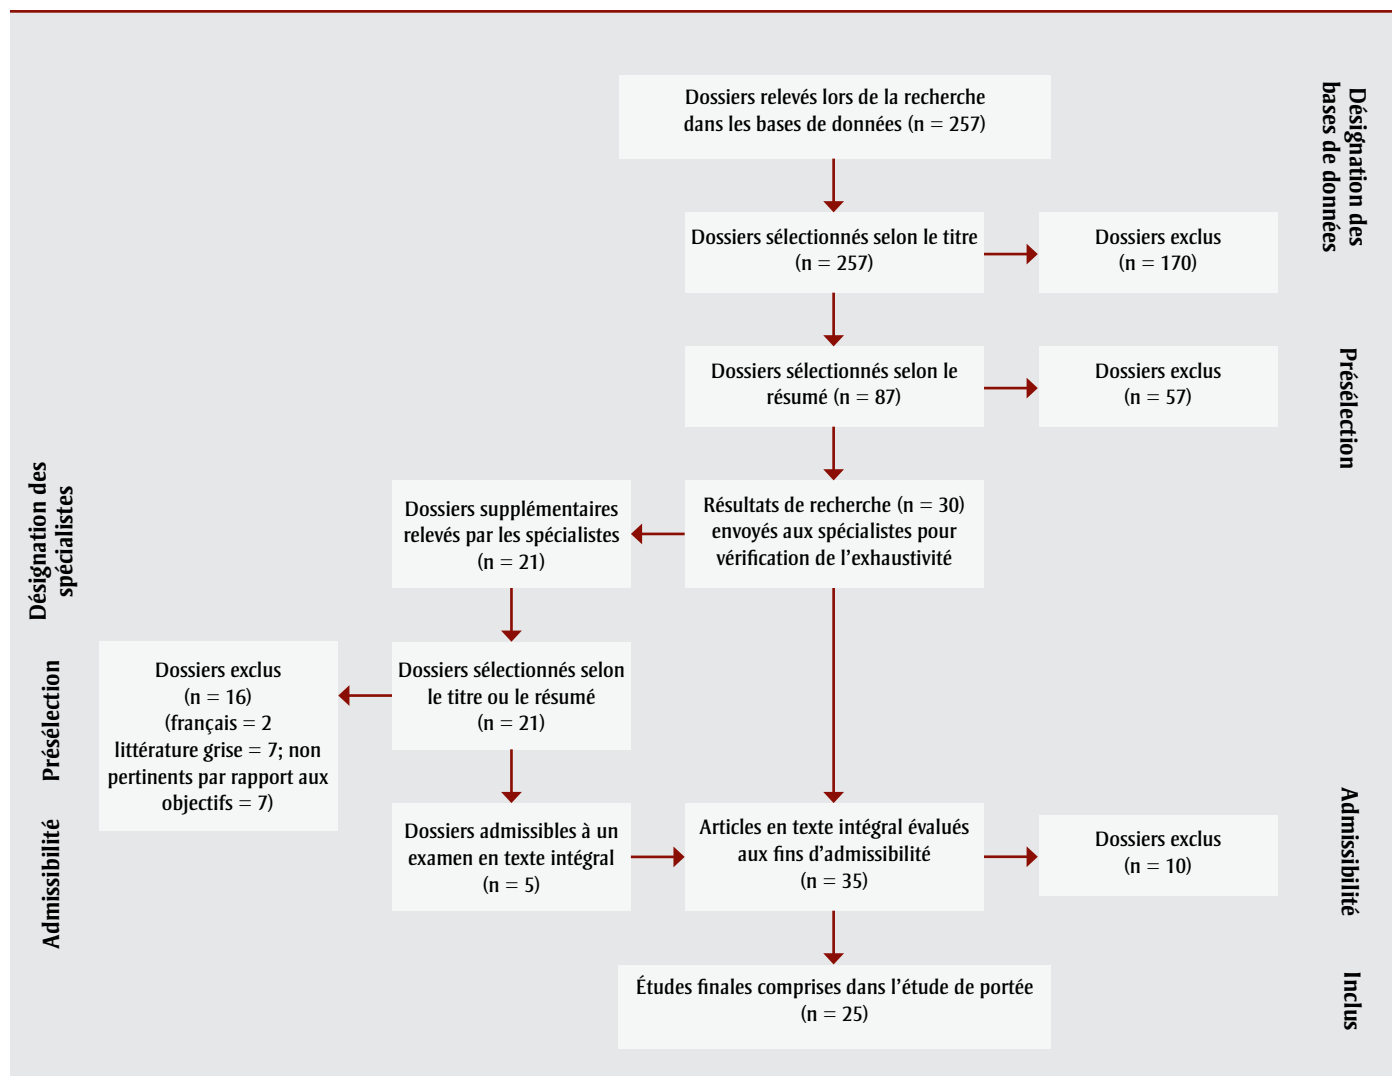 Dossiers relevés lors de la recherche
dans les bases de données (n = 257)
Désignation des
bases de données
Dossiers sélectionnés selon le titre
(n = 257)
Dossiers exclus
(n = 170)
Dossiers sélectionnés selon le
résumé (n = 87)
Dossiers exclus
(n = 57)
Présélection
Désignation des
spécialistes
Dossiers supplémentaires
relevés par les spécialistes
(n = 21)
Résultats de recherche (n = 30)
envoyés aux spécialistes pour
vérification de l’exhaustivité
Présélection
Dossiers exclus
(n = 16)
(français = 2
littérature grise = 7; non
pertinents par rapport aux
objectifs = 7)
Dossiers sélectionnés selon
le titre ou le résumé
(n = 21)
Admissibilité
Dossiers admissibles à un
examen en texte intégral
(n = 5)
Articles en texte intégral évalués
aux fins d’admissibilité
(n = 35)
Dossiers exclus
(n = 10)
Admissibilité
Études finales comprises dans l’étude de portée
(n = 25)
Inclus